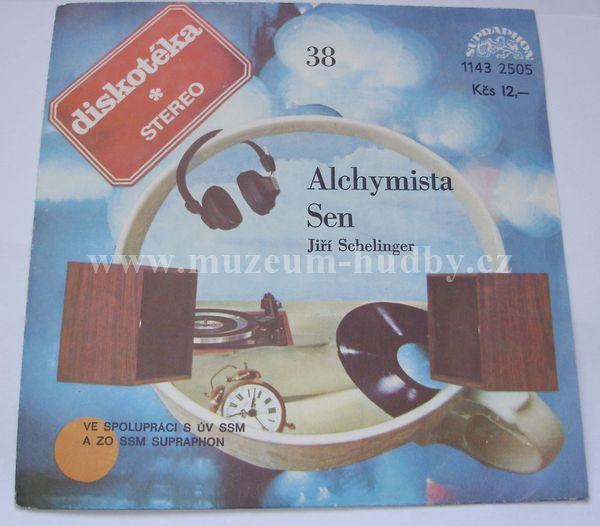 diskotéka
*
STEREO
38
SUPRAPHON
1143 2505
Kčs 12,—
Alchymista
Sen
Jiří Schelinger
www.muzeum-hudby.cz
VE SPOLUPRÁCI S ÚV SSM
A ZO SSM SUPRAPHON